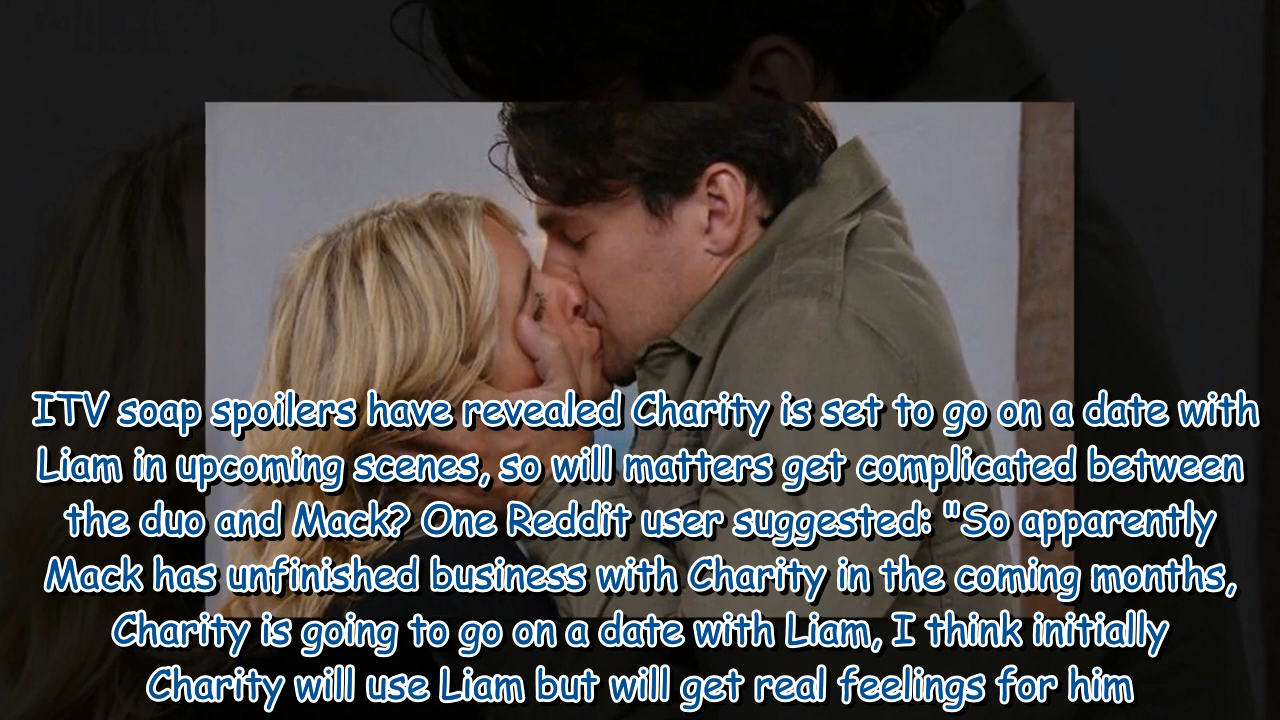 ITV soap spoilers have revealed Charity is set to go on a date with
Liam in upcoming scenes, so will matters get complicated between
the duo and Mack? One Reddit user suggested: "So apparently
Mack has unfinished business with Charity in the coming months,
Charity is going to go on a date with Liam, I think initially
Charity will use Liam but will get real feelings for him